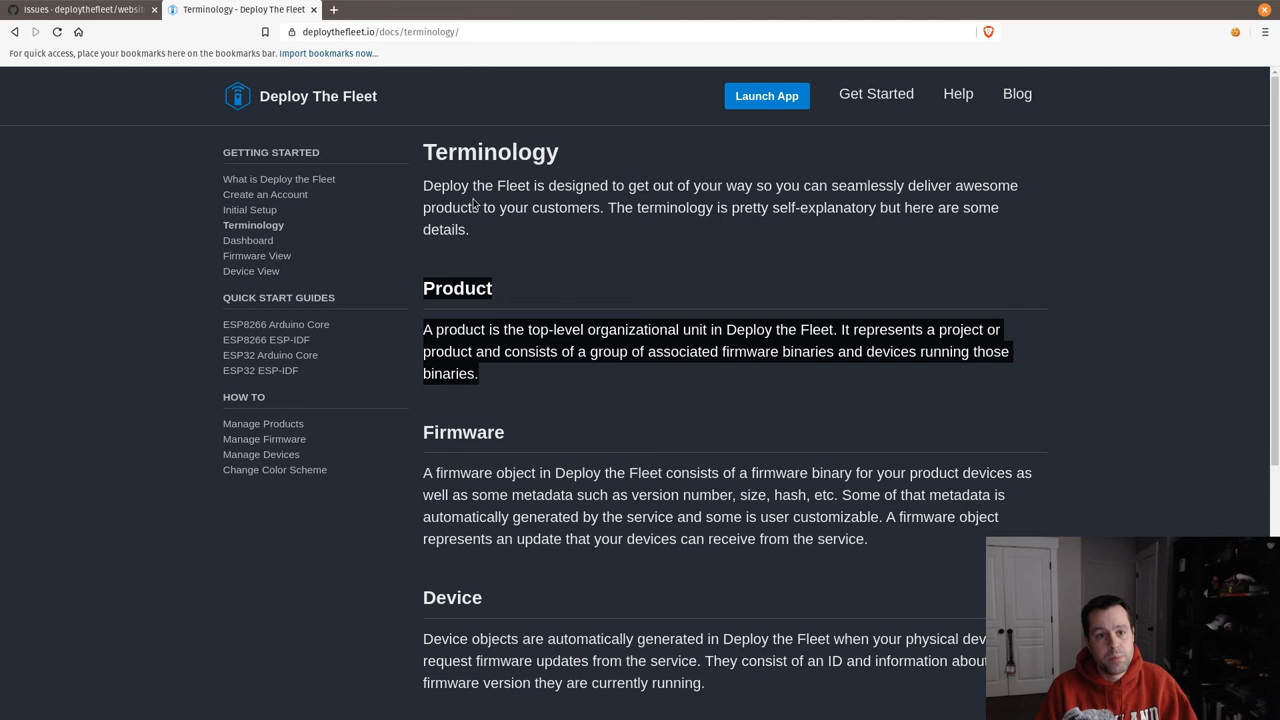 Issues · deploythefleet/websit
Terminology - Deploy The Fleet
deploythefleet.io/docs/terminology/
For quick access, place your bookmarks here on the bookmarks bar. Import bookmarks now...
Deploy The Fleet
Launch App
Get Started
Help
Blog
GETTING STARTED
What is Deploy the Fleet
Create an Account
Initial Setup
Terminology
Dashboard
Firmware View
Device View
QUICK START GUIDES
ESP8266 Arduino Core
ESP8266 ESP-IDF
ESP32 Arduino Core
ESP32 ESP-IDF
HOW TO
Manage Products
Manage Firmware
Manage Devices
Change Color Scheme
Terminology
Deploy the Fleet is designed to get out of your way so you can seamlessly deliver awesome
products to your customers. The terminology is pretty self-explanatory but here are some
details.
Product
A product is the top-level organizational unit in Deploy the Fleet. It represents a project or
product and consists of a group of associated firmware binaries and devices running those
binaries.
Firmware
A firmware object in Deploy the Fleet consists of a firmware binary for your product devices as
well as some metadata such as version number, size, hash, etc. Some of that metadata is
automatically generated by the service and some is user customizable. A firmware object
represents an update that your devices can receive from the service.
Device
Device objects are automatically generated in Deploy the Fleet when your physical dev
request firmware updates from the service. They consist of an ID and information about
firmware version they are currently running.